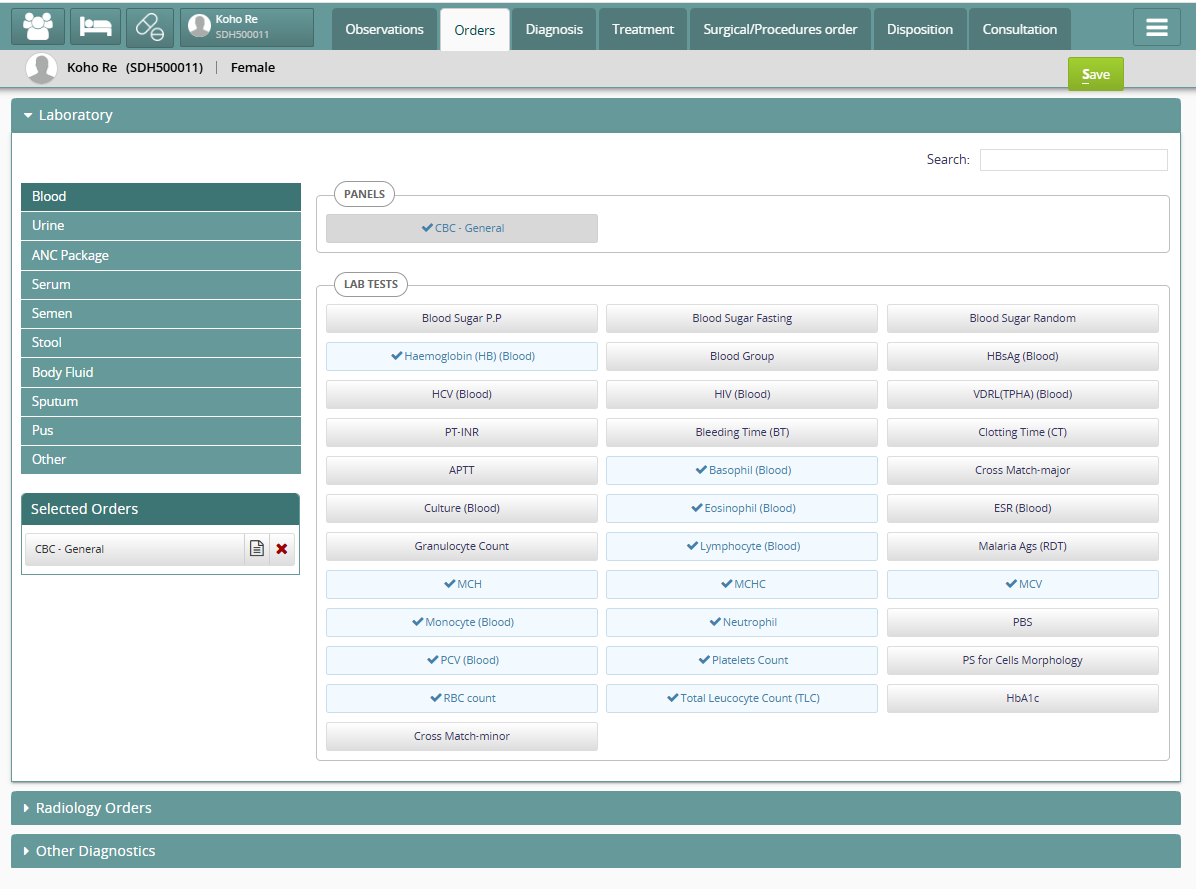 Koho Re
SDH500011
Observations
Orders
Diagnosis
Treatment
Surgical/Procedures order
Disposition
Consultation
Koho Re (SDH500011) | Female
Save
Laboratory
Search:
Blood
Urine
ANC Package
Serum
Semen
Stool
Body Fluid
Sputum
Pus
Other
Selected Orders
CBC - General
PANELS
CBC - General
LAB TESTS
Blood Sugar P.P
Blood Sugar Fasting
Blood Sugar Random
Haemoglobin (HB) (Blood)
Blood Group
HBsAg (Blood)
HCV (Blood)
HIV (Blood)
VDRL(TPHA) (Blood)
PT-INR
Bleeding Time (BT)
Clotting Time (CT)
APTT
Basophil (Blood)
Cross Match-major
Culture (Blood)
Eosinophil (Blood)
ESR (Blood)
Granulocyte Count
Lymphocyte (Blood)
Malaria Ags (RDT)
MCH
MCHC
MCV
Monocyte (Blood)
Neutrophil
PBS
PCV (Blood)
Platelets Count
PS for Cells Morphology
RBC count
Total Leucocyte Count (TLC)
HbA1c
Cross Match-minor
Radiology Orders
Other Diagnostics